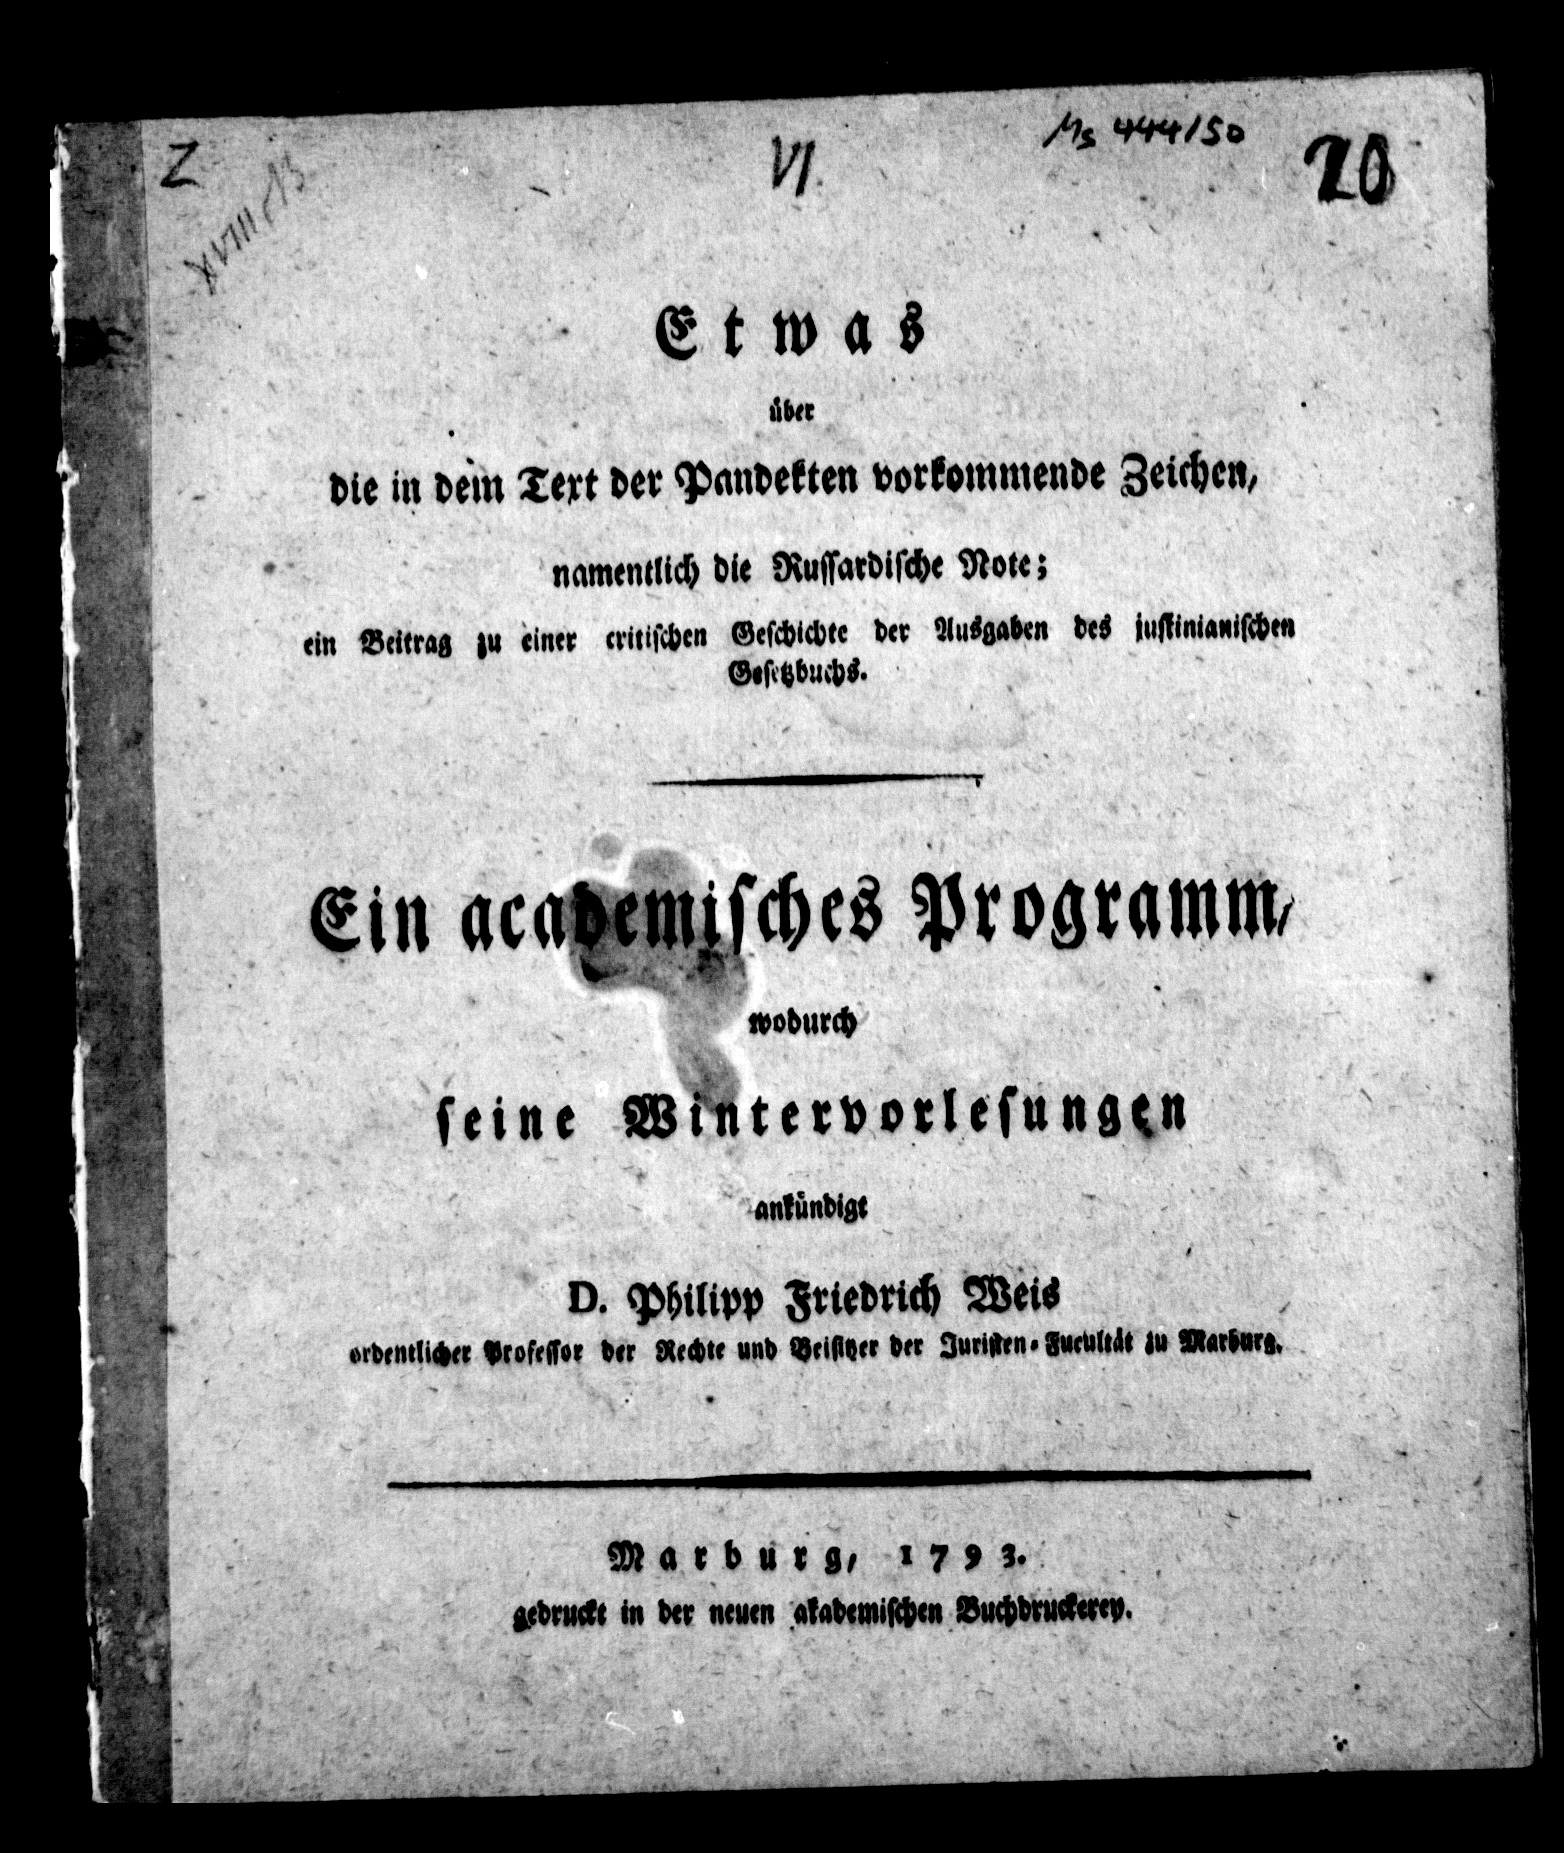 Z
VI
Ms 444/50
XVIII c B
Etwas
über
die in dem Text der Pandekten vorkommende Zeichen,
namentlich die Russardische Note;
ein Beitrag zu einer critischen Geschichte der Ausgaben des justinianischen
Gesetzbuchs.
Ein academisches Programm,
wodurch
seine Wintervorlesungen
ankündigt
D. Philipp Friedrich Weis
ordentlicher Professor der Rechte und Beisitzer der Juristen-Facultät zu Marburg.
Marburg, 1793.
gedruckt in der neuen akademischen Buchdruckerey.